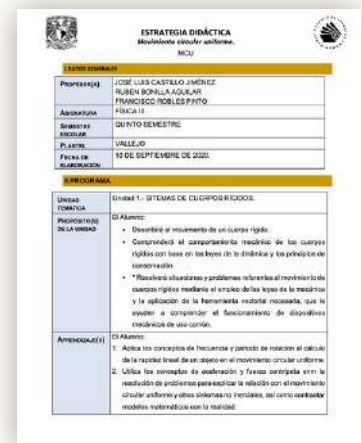 ESTRATEGIA DIDÁCTICA
Movimiento circular uniforme.
MCU
I.DATOS GENERALES
PROFESOR(A) JOSÉ LUIS CASTILLO JIMÉNEZ
RUBEN BONILLA AGUILAR
FRANCISCO ROBLES PINTO
ASIGNATURA FÍSICA III.
SEMESTRE ESCOLAR QUINTO SEMESTRE
PLANTEL VALLEJO
FECHA DE ELABORACIÓN 10 DE SEPTIEMBRE DE 2020.
II.PROGRAMA
UNIDAD TEMÁTICA Unidad 1.- SITEMAS DE CUERPOS RÍGIDOS.
PROPÓSITO(S) DE LA UNIDAD El Alumno:
• Describirá el movimiento de un cuerpo rígido.
• Comprenderá el comportamiento mecánico de los cuerpos
rígidos con base en las leyes de la dinámica y los principios de
conservación.
• * Resolverá situaciones y problemas referentes al movimiento de
cuerpos rígidos mediante el empleo de las leyes de la mecánica
y la aplicación de la herramienta vectorial necesaria, que le
ayuden a comprender el funcionamiento de dispositivos
mecánicos de uso común.
APRENDIZAJE(S) El Alumno:
1. Aplica los conceptos de frecuencia y periodo de rotación al cálculo
de la rapidez lineal de un objeto en el movimiento circular uniforme.
2. Utiliza los conceptos de aceleración y fuerza centrípeta en la
resolución de problemas para explicar la relación con el movimiento
circular uniforme y otros sistemas no inerciales, así como contrastar
modelos matemáticos con la realidad.